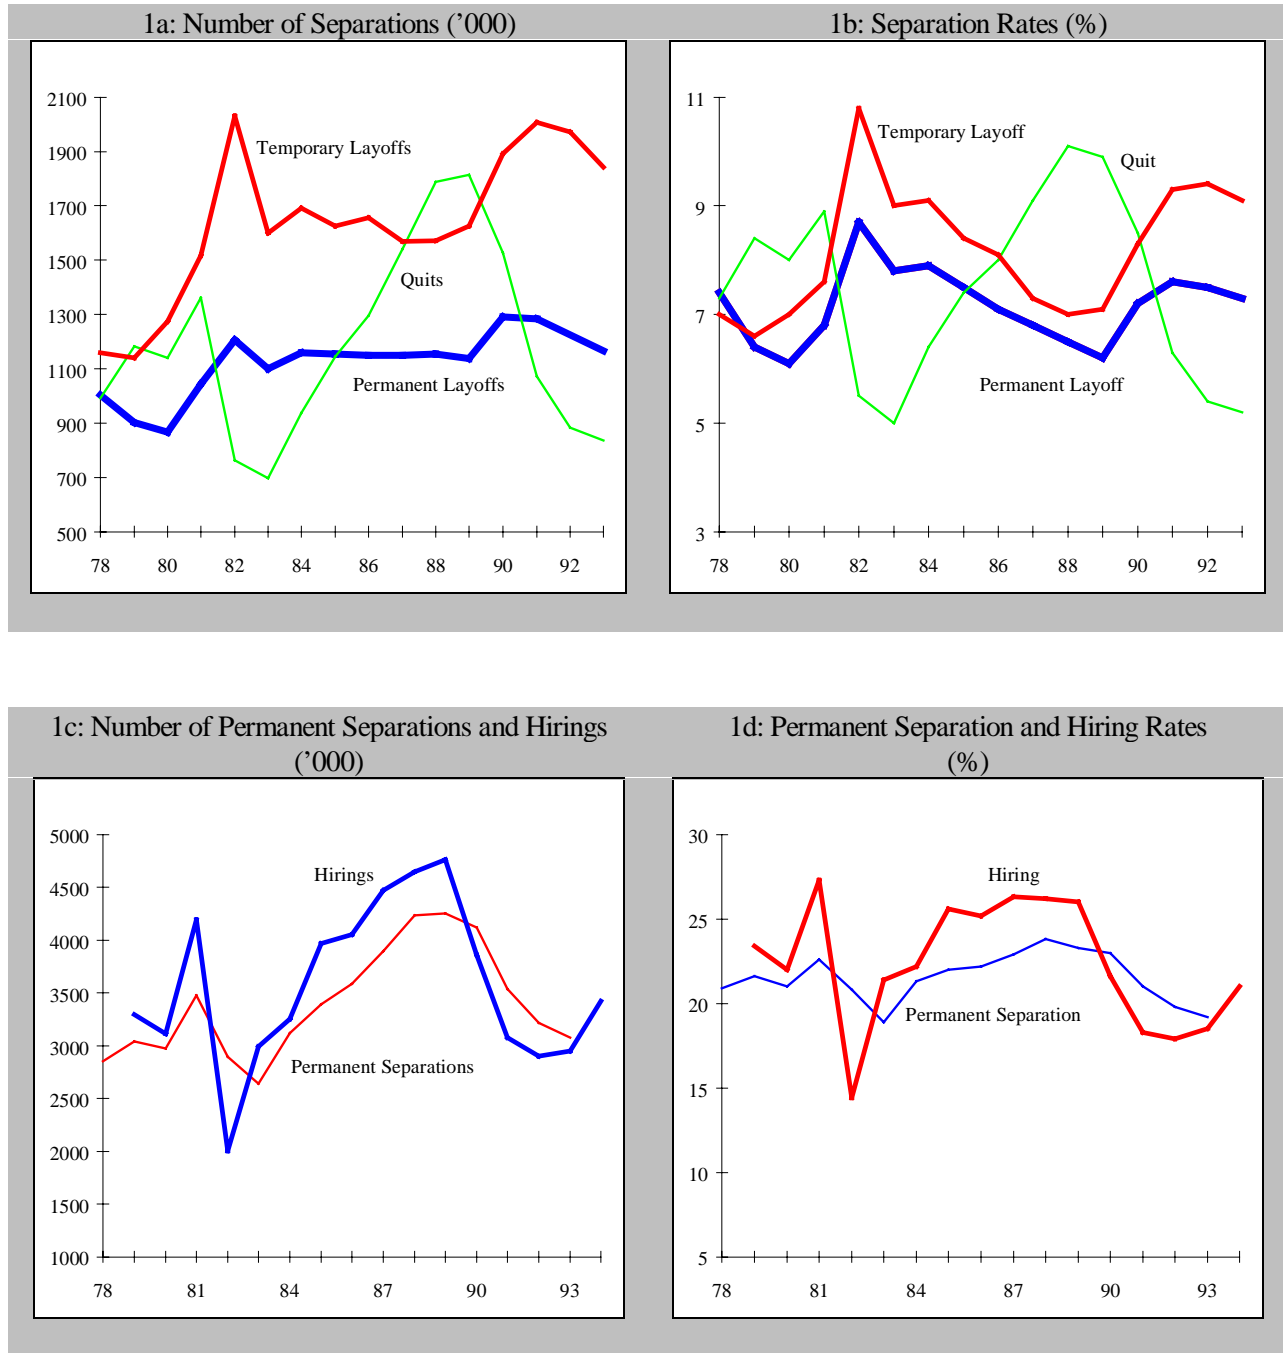 1a: Number of Separations (’000)
2100
1900
1700
1500
1300
1100
900
700
500
Temporary Layoffs
Quits
Permanent Layoffs
78 80 82 84 86 88 90 92
1b: Separation Rates (%)
11
9
7
5
3
Temporary Layoff
Quit
Permanent Layoff
78 80 82 84 86 88 90 92
1c: Number of Permanent Separations and Hirings
(’000)
5000
4500
4000
3500
3000
2500
2000
1500
1000
Hirings
Permanent Separations
78 81 84 87 90 93
1d: Permanent Separation and Hiring Rates
(%)
30
25
20
15
10
5
Hiring
Permanent Separation
78 81 84 87 90 93